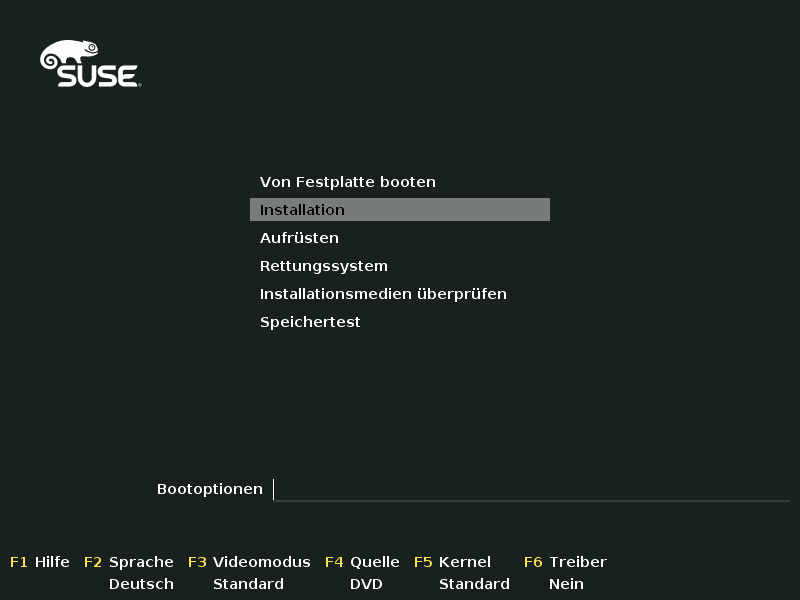 SUSE
Von Festplatte booten
Installation
Aufrüsten
Rettungssystem
Installationsmedien überprüfen
Speichertest
Bootoptionen
F1 Hilfe F2 Sprache F3 Videomodus F4 Quelle F5 Kernel F6 Treiber
Deutsch Standard DVD Standard Nein